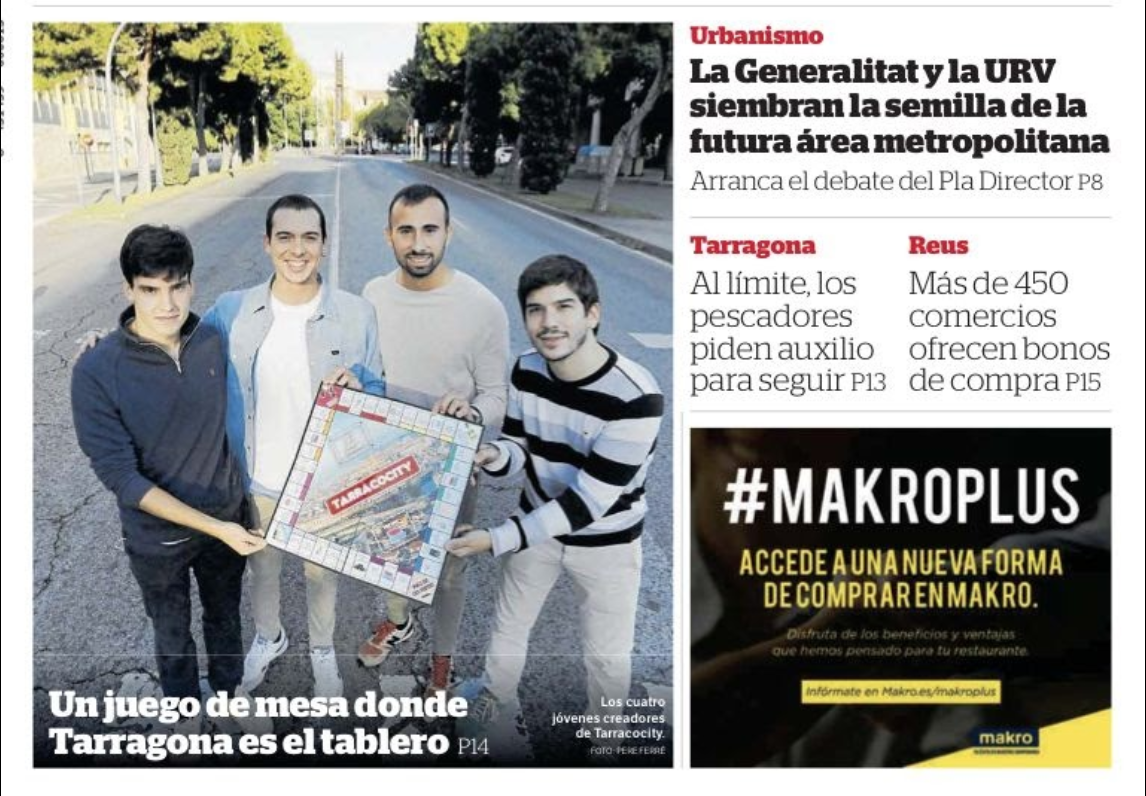 Urbanismo
La Generalitat y la URV
siembran la semilla de la
futura área metropolitana
Arranca el debate del Pla Director P8
Tarragona
Al límite, los
pescadores
piden auxilio
para seguir P13
Reus
Más de 450
comercios
ofrecen bonos
de compra P15
TARRACOCITY
Un juego de mesa donde
Tarragona es el tablero P14
Los cuatro
jóvenes creadores
de Tarracocity.
FOTO: PERE FERRÉ
#MAKROPLUS
ACCEDE A UNA NUEVA FORMA
DE COMPRAR EN MAKRO.
Disfruta de los beneficios y ventajas
que hemos pensado para tu restaurante.
Infórmate en Makro.es/makroplus
makro